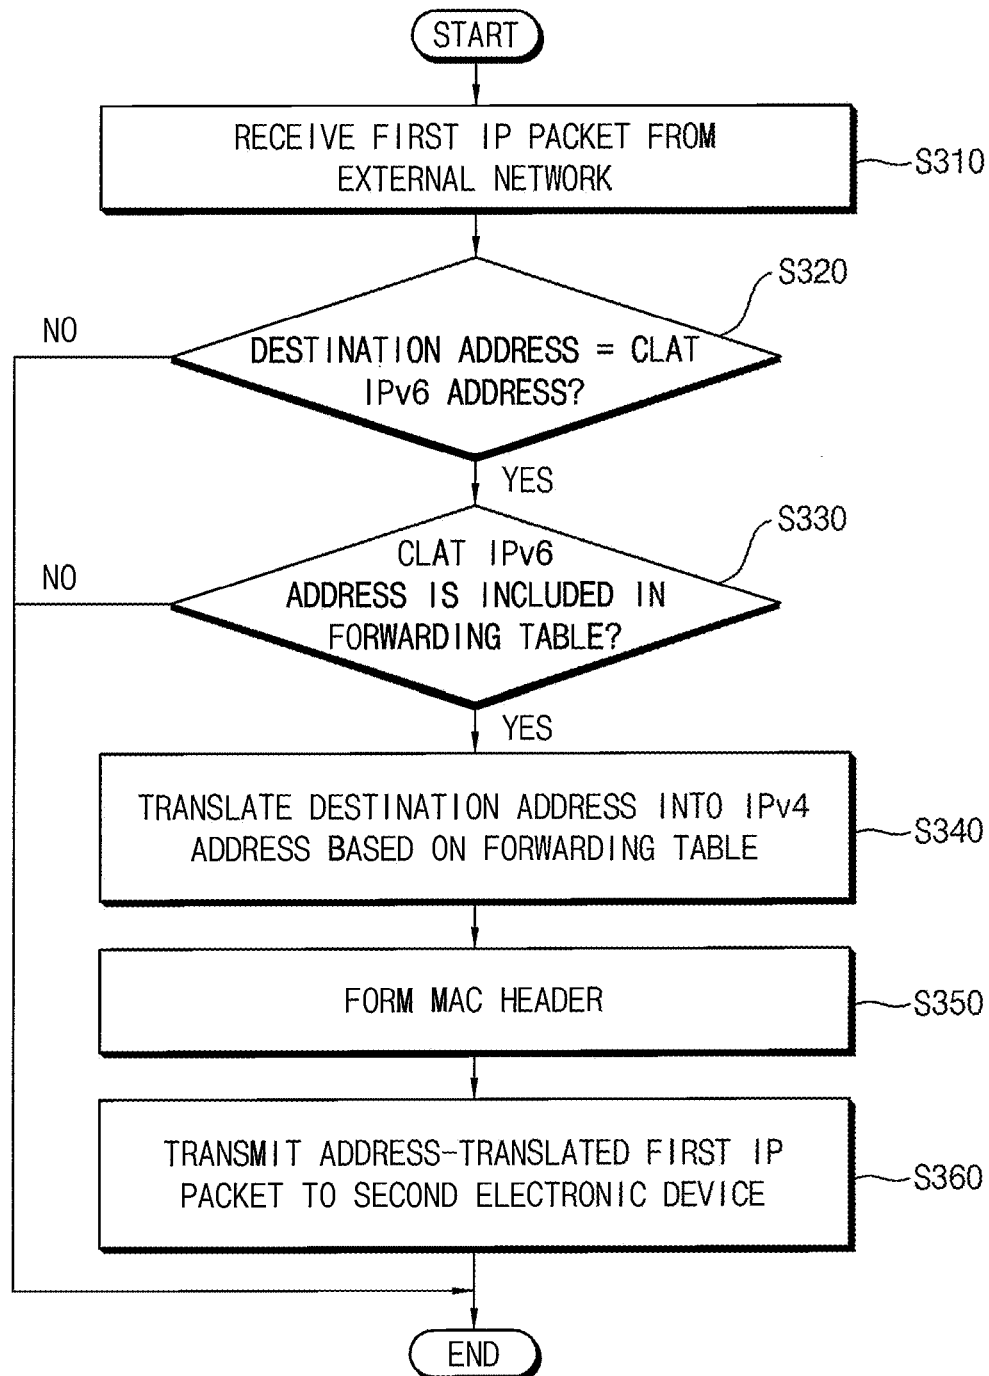 START
RECEIVE FIRST IP PACKET FROM
EXTERNAL NETWORK
S310
S320
NO
DESTINATION ADDRESS = CLAT
IPv6 ADDRESS?
YES
S330
NO
CLAT IPv6
ADDRESS IS INCLUDED IN
FORWARDING TABLE?
YES
TRANSLATE DESTINATION ADDRESS INTO IPv4
ADDRESS BASED ON FORWARDING TABLE
S340
FORM MAC HEADER
S350
TRANSMIT ADDRESS-TRANSLATED FIRST IP
PACKET TO SECOND ELECTRONIC DEVICE
S360
END